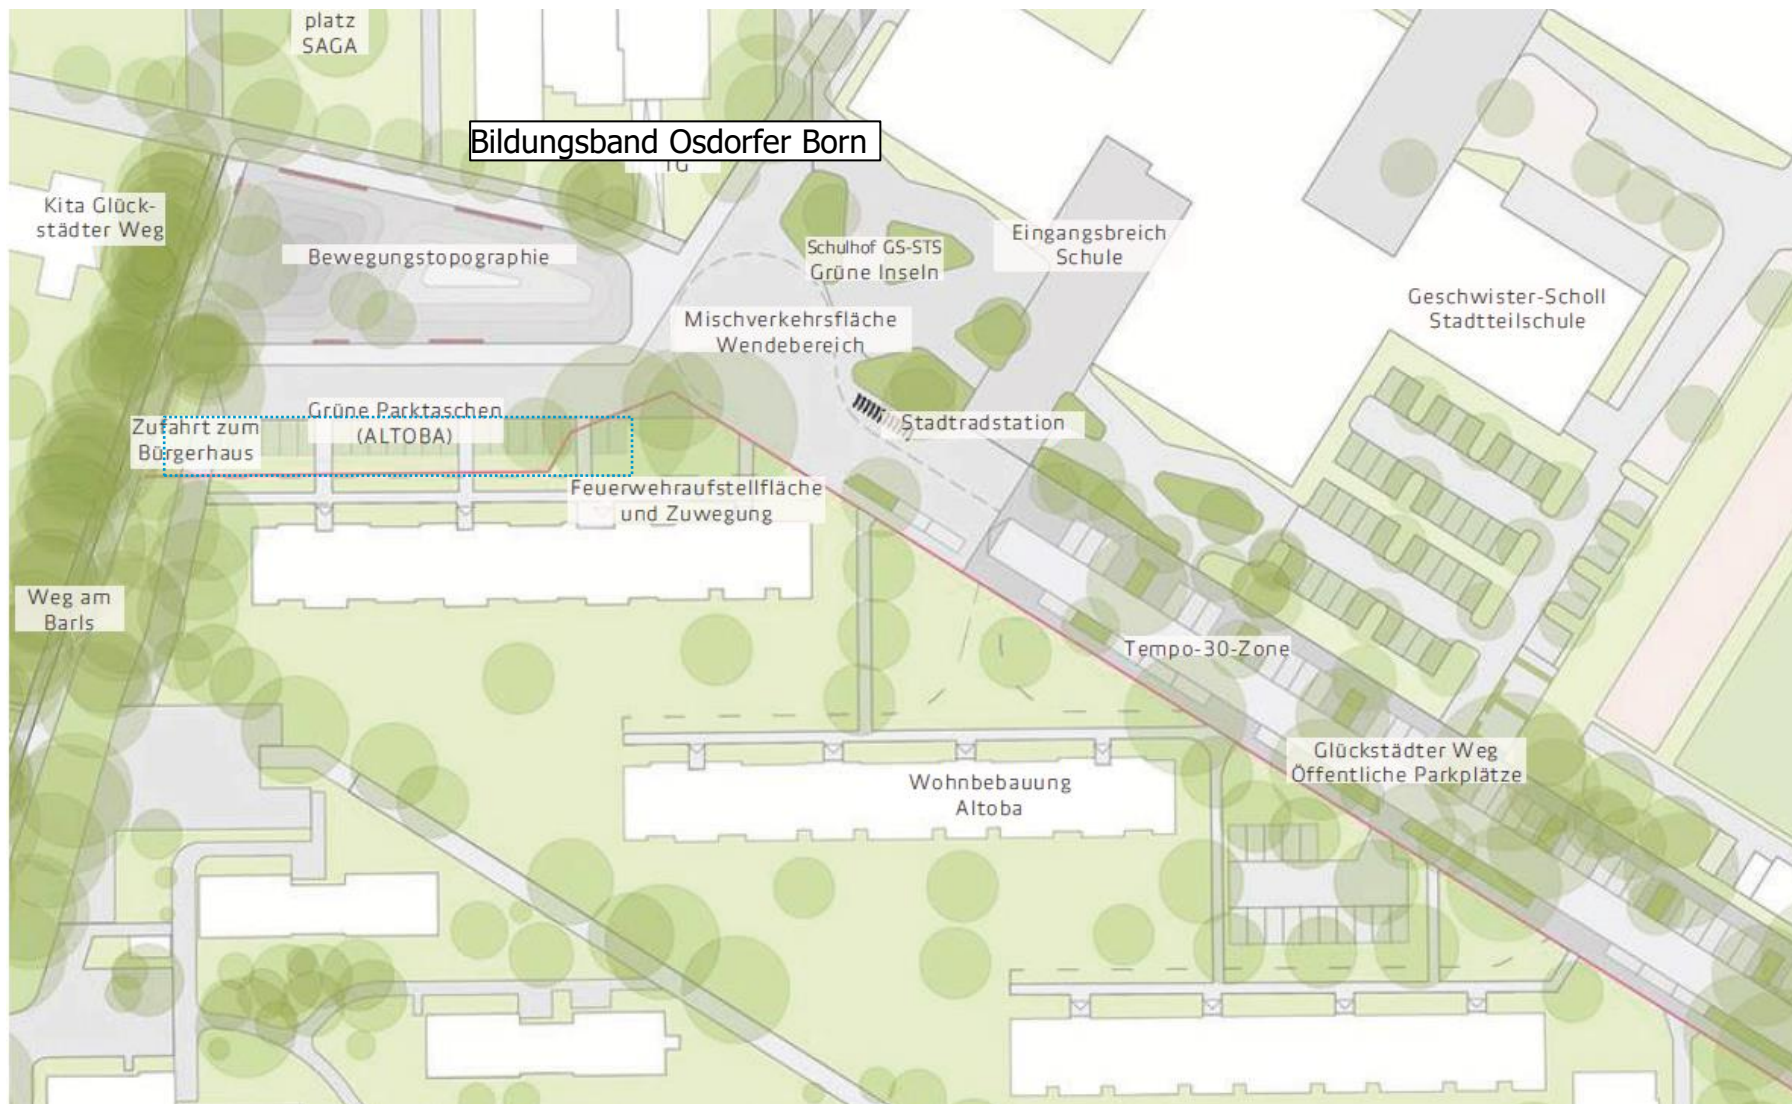 platz
SAGA
Bildungsband Osdorfer Born
TG
Kita Glück-
städter Weg
Bewegungstopographie
Schulhof GS-STS
Grüne Inseln
Eingangsbreich
Schule
Geschwister-Scholl
Stadtteilschule
Mischverkehrsfläche
Wendebereich
Grüne Parktaschen
(ALTOBA)
Zufahrt zum
Bürgerhaus
Stadtradstation
Feuerwehraufstellfläche
und Zuwegung
Weg am
Barls
Tempo-30-Zone
Glückstädter Weg
Öffentliche Parkplätze
Wohnbebauung
Altoba